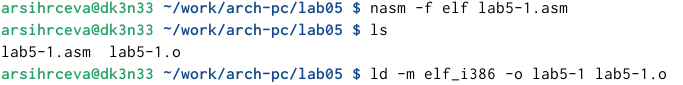 arsihrceva@dk3n33 ~/work/arch-pc/lab05 $ nasm -f elf lab5-1.asm
arsihrceva@dk3n33 ~/work/arch-pc/lab05 $ ls
lab5-1.asm  lab5-1.o
arsihrceva@dk3n33 ~/work/arch-pc/lab05 $ ld -m elf_i386 -o lab5-1 lab5-1.o